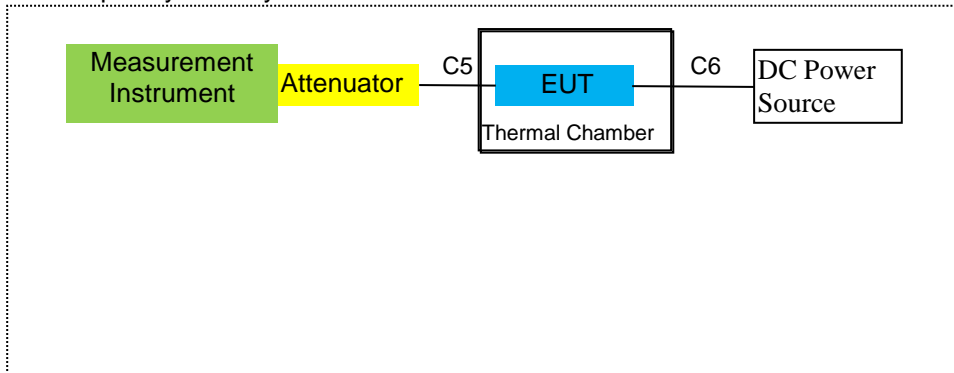 Measurement
Instrument
Attenuator
C5
EUT
Thermal Chamber
C6
DC Power
Source